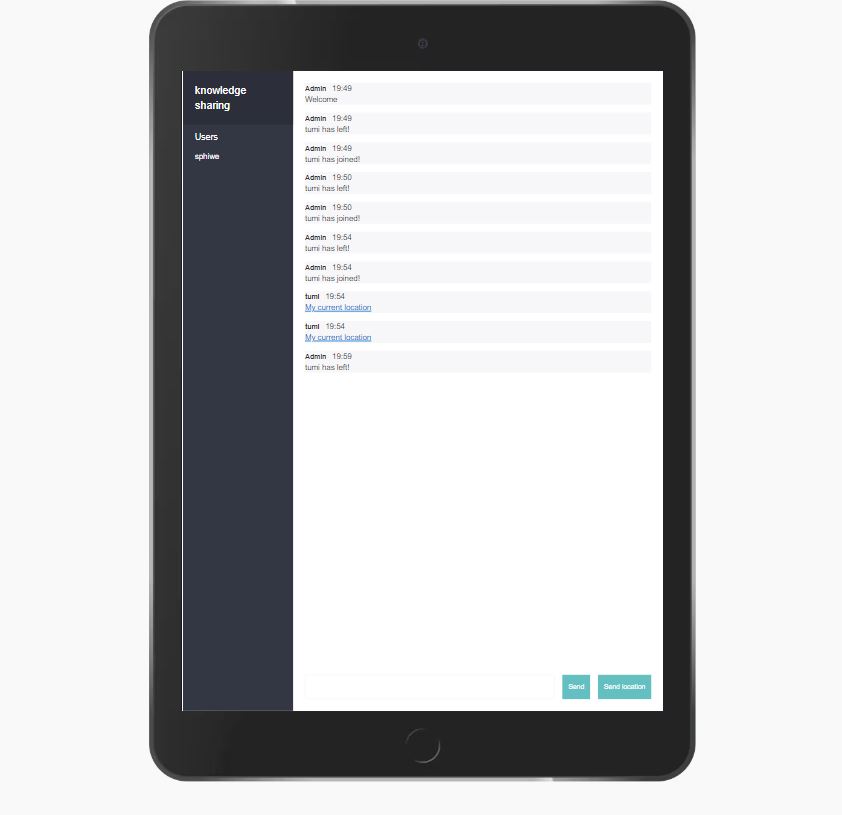 knowledge
sharing
Users
sphiwe
Admin 19:49
Welcome
Admin 19:49
tumi has left!
Admin 19:49
tumi has joined!
Admin 19:50
tumi has left!
Admin 19:50
tumi has joined!
Admin 19:54
tumi has left!
Admin 19:54
tumi has joined!
tumi 19:54
My current location
tumi 19:54
My current location
Admin 19:59
tumi has left!
Send
Send location